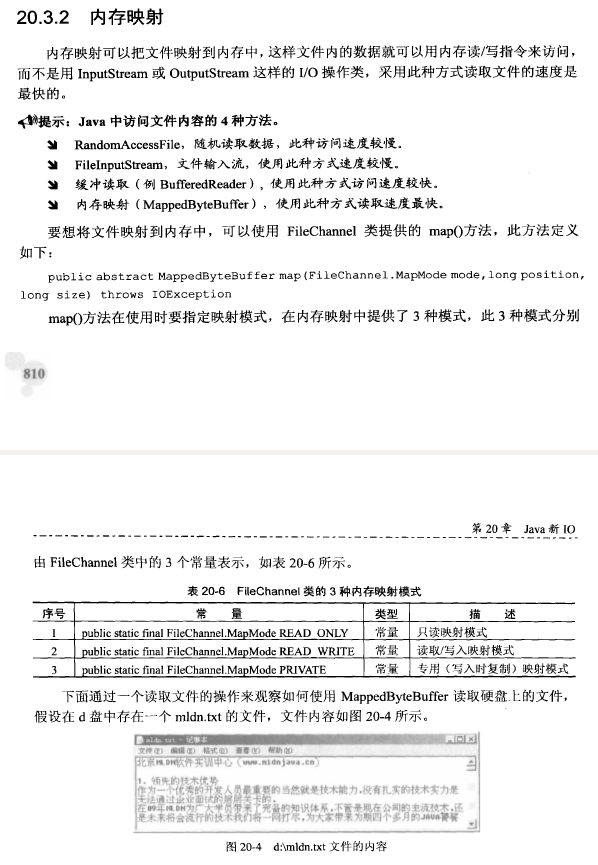 20.3.2 内存映射
内存映射可以把文件映射到内存中，这样文件内的数据就可以用内存读/写指令来访问，
而不是用 InputStream 或 OutputStream 这样的 I/O 操作类，采用此种方式读取文件的速度是
最快的。
提示：Java 中访问文件内容的 4 种方法。
RandomAccessFile，随机读取数据，此种访问速度较慢。
FileInputStream，文件输入流，使用此种方式速度较慢。
缓冲读取（例 BufferedReader），使用此种方式访问速度较快。
内存映射（MappedByteBuffer），使用此种方式读取速度最快。
要想将文件映射到内存中，可以使用 FileChannel 类提供的 map()方法，此方法定义
如下：
public abstract MappedByteBuffer map(FileChannel.MapMode mode,long position,
long size) throws IOException
map()方法在使用时要指定映射模式，在内存映射中提供了 3 种模式，此 3 种模式分别
810
第 20 章 Java 新 IO
由 FileChannel 类中的 3 个常量表示，如表 20-6 所示。
表 20-6 FileChannel 类的 3 种内存映射模式
序号 常 量 类型 描 述
1 public static final FileChannel.MapMode READ_ONLY 常量 只读映射模式
2 public static final FileChannel.MapMode READ_WRITE 常量 读取/写入映射模式
3 public static final FileChannel.MapMode PRIVATE 常量 专用（写入时复制）映射模式
下面通过一个读取文件的操作来观察如何使用 MappedByteBuffer 读取硬盘上的文件，
假设在 d 盘中存在一个 mldn.txt 的文件，文件内容如图 20-4 所示。
mldn.txt - 记事本
文件(F) 编辑(E) 格式(O) 查看(V) 帮助(H)
北京MLDN软件实训中心（www.mldnjava.cn）
1、领先的技术优势
作为一个优秀的开发人员最重要的当然就是技术能力,没有扎实的技术实力是
无法通过企业面试的层层关卡的。
在09年MLDN为广大学员带来了完备的知识体系,不管是现在公司的主流技术,还
是未来将会流行的技术我们将一网打尽,为大家带来为期四个多月的JAVA饕餮
图 20-4 d:\mldn.txt 文件的内容